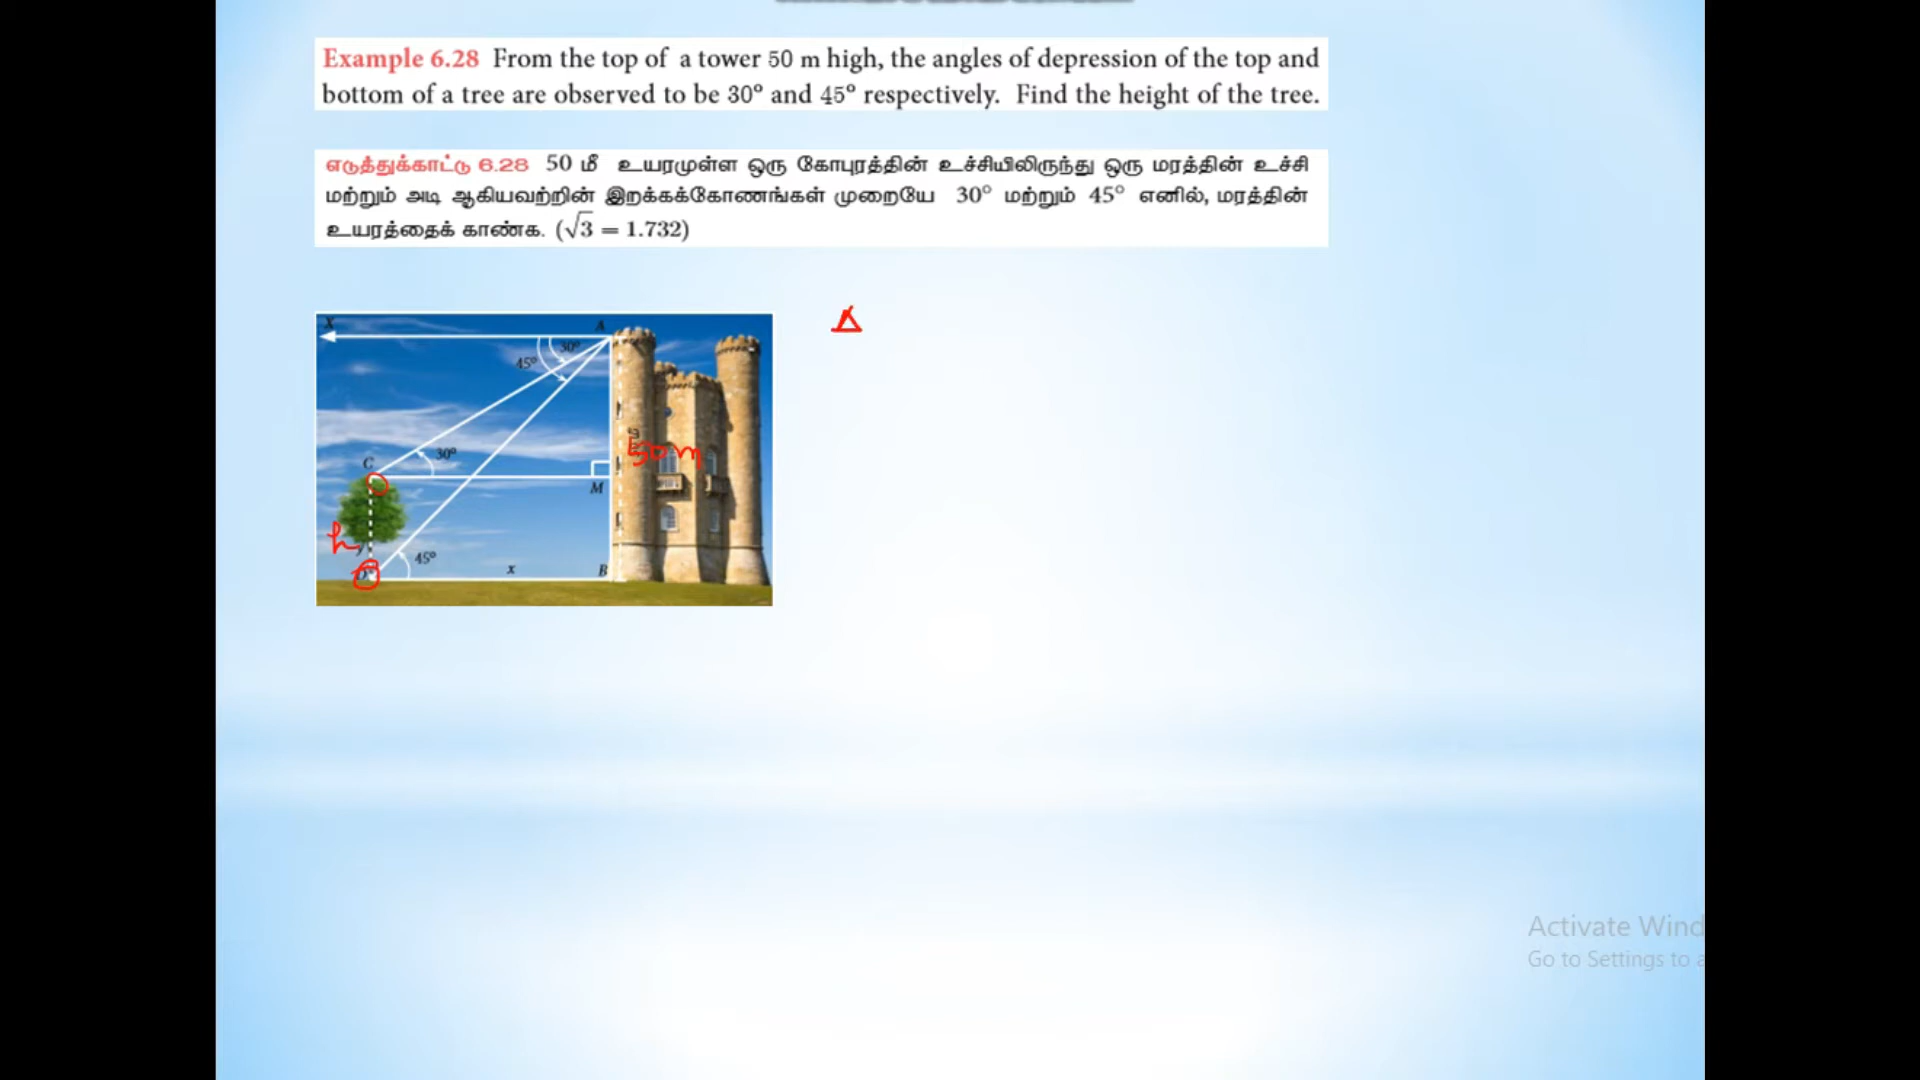 Example 6.28 From the top of a tower 50 m high, the angles of depression of the top and
bottom of a tree are observed to be 30° and 45° respectively. Find the height of the tree.
எடுத்துக்காட்டு 6.28 50 மீ உயரமுள்ள ஒரு கோபுரத்தின் உச்சியிலிருந்து ஒரு மரத்தின் உச்சி
மற்றும் அடி ஆகியவற்றின் இறக்கக்கோணங்கள் முறையே 30° மற்றும் 45° எனில், மரத்தின்
உயரத்தைக் காண்க. (√3 = 1.732)
X A
30°
45°
50m
C 30°
M
h
45°
D x B
Activate Wind
Go to Settings to a